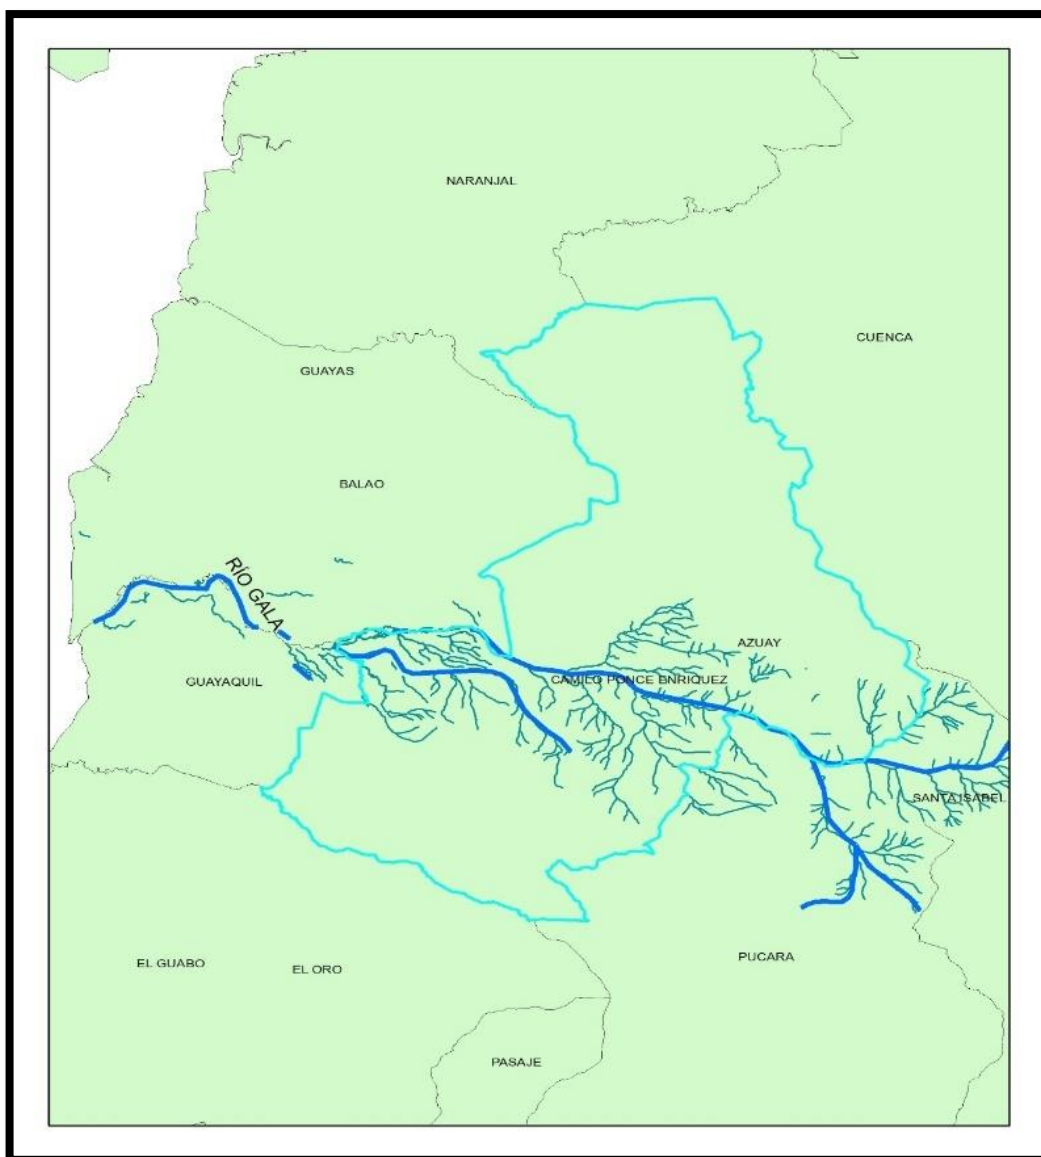 NARANJAL
CUENCA
GUAYAS
BALAO
RÍO GALA
AZUAY
GUAYAQUIL
CAMILO PONCE ENRIQUEZ
SANTA ISABEL
PUCARA
EL GUABO
EL ORO
PASAJE